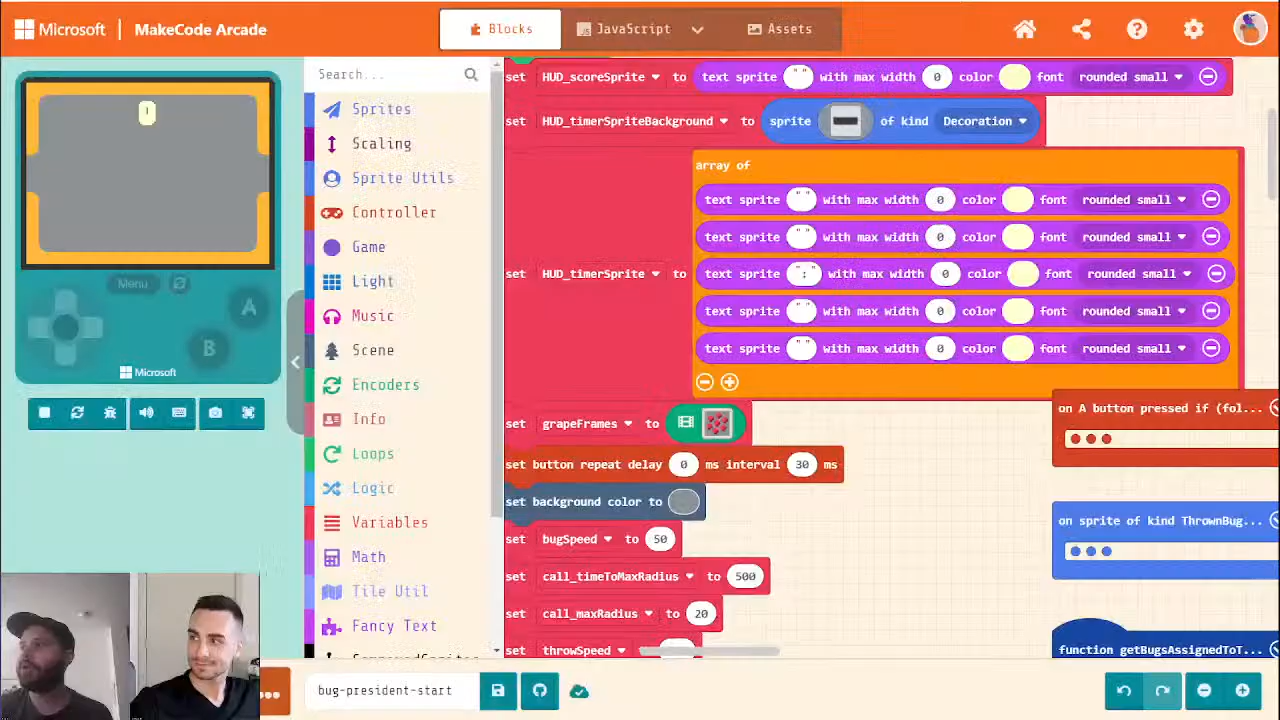 Microsoft | MakeCode Arcade
Blocks
JavaScript
Assets
Menu
A
B
Microsoft
Search...
Sprites
Scaling
Sprite Utils
Controller
Game
Light
Music
Scene
Encoders
Info
Loops
Logic
Variables
Math
Tile Util
Fancy Text
set HUD_scoreSprite to text sprite " " with max width 0 color font rounded small
set HUD_timerSpriteBackground to sprite of kind Decoration
set HUD_timerSprite to array of
text sprite " " with max width 0 color font rounded small
text sprite " " with max width 0 color font rounded small
text sprite ":" with max width 0 color font rounded small
text sprite " " with max width 0 color font rounded small
text sprite " " with max width 0 color font rounded small
set grapeFrames to
set button repeat delay 0 ms interval 30 ms
set background color to
set bugSpeed to 50
set call_timeToMaxRadius to 500
set call_maxRadius to 20
set throwSpeed
on A button pressed if (fol...
on sprite of kind ThrownBug...
function getBugsAssignedToT...
bug-president-start